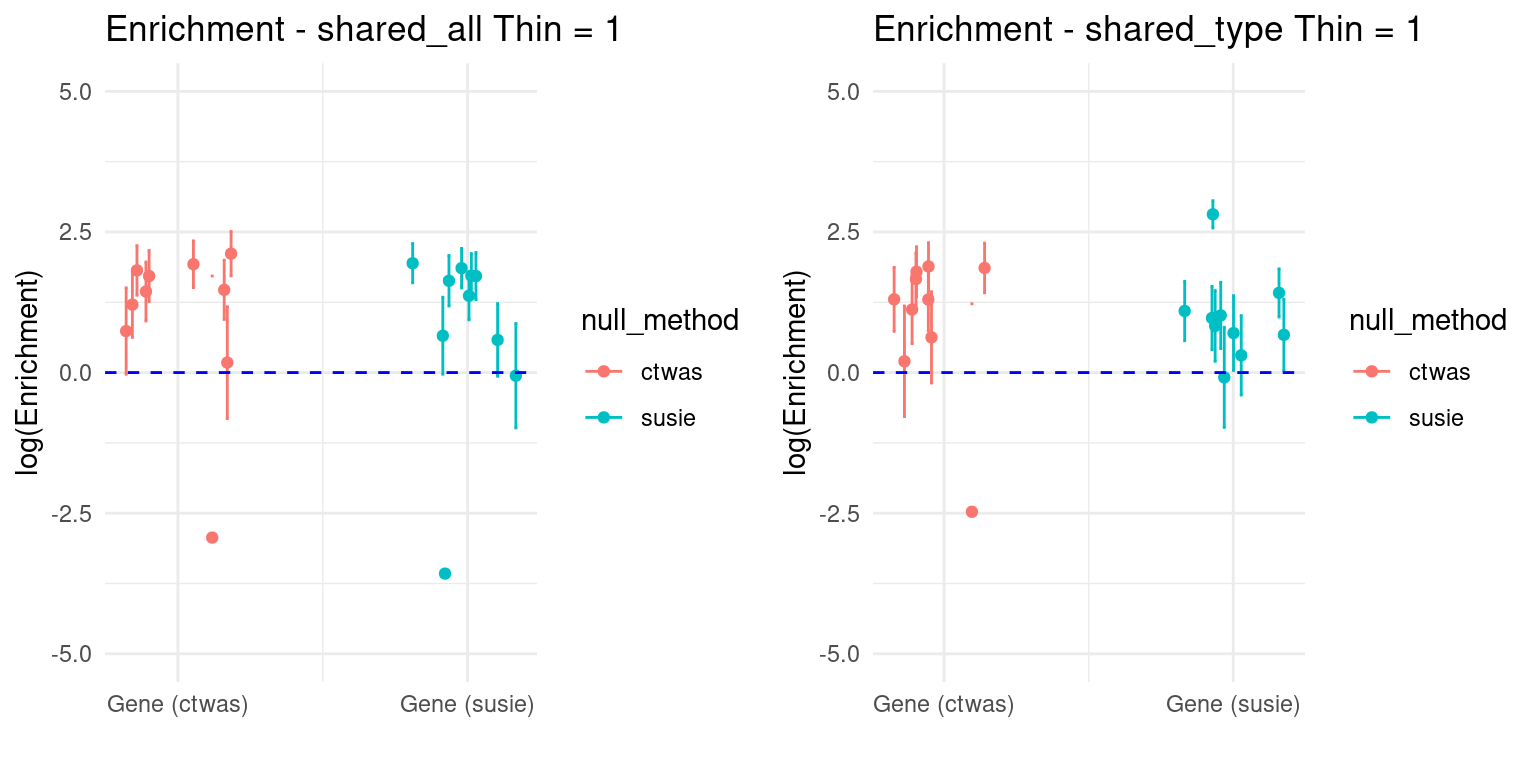 Enrichment - shared_all Thin = 1
log(Enrichment)
5.0
2.5
0.0
-2.5
-5.0
Gene (ctwas)
Gene (susie)
null_method
ctwas
susie
Enrichment - shared_type Thin = 1
log(Enrichment)
5.0
2.5
0.0
-2.5
-5.0
Gene (ctwas)
Gene (susie)
null_method
ctwas
susie